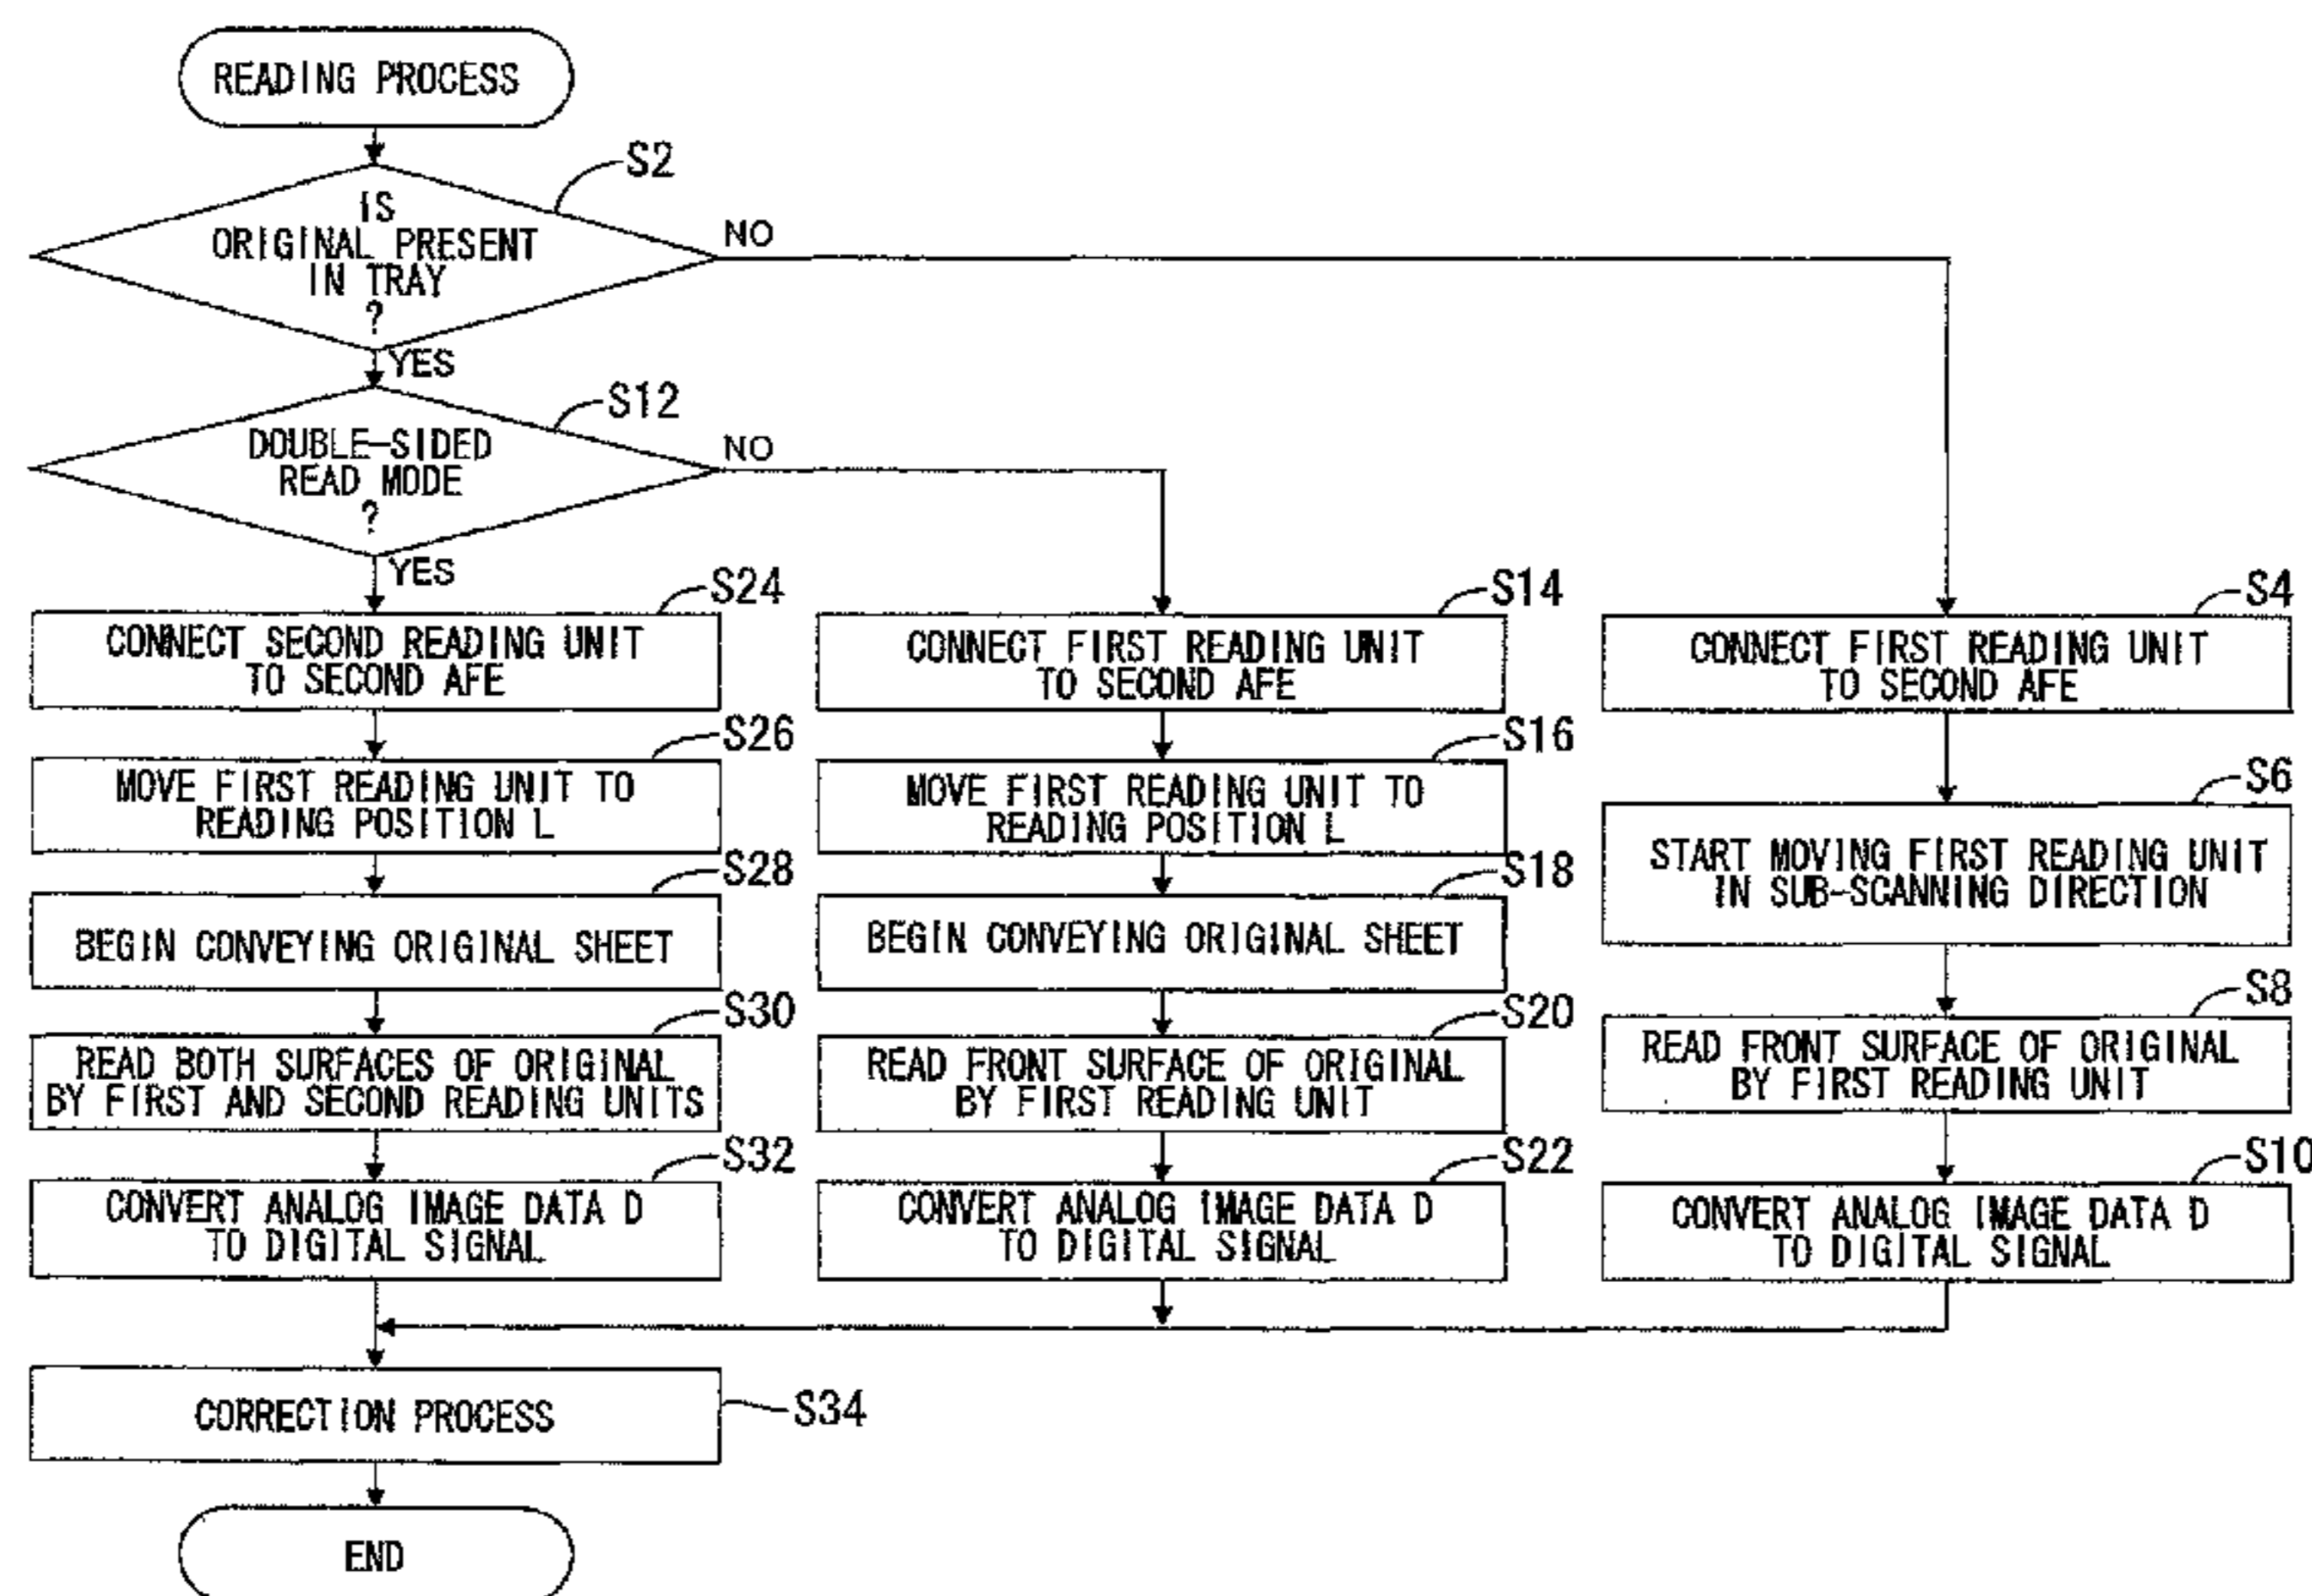 READING PROCESS
S2
IS
ORIGINAL PRESENT
IN TRAY
?
NO
YES
S12
DOUBLE-SIDED
READ MODE
?
NO
YES
S24
CONNECT SECOND READING UNIT
TO SECOND AFE
S26
MOVE FIRST READING UNIT TO
READING POSITION L
S28
BEGIN CONVEYING ORIGINAL SHEET
S30
READ BOTH SURFACES OF ORIGINAL
BY FIRST AND SECOND READING UNITS
S32
CONVERT ANALOG IMAGE DATA D
TO DIGITAL SIGNAL
S14
CONNECT FIRST READING UNIT
TO SECOND AFE
S16
MOVE FIRST READING UNIT TO
READING POSITION L
S18
BEGIN CONVEYING ORIGINAL SHEET
S20
READ FRONT SURFACE OF ORIGINAL
BY FIRST READING UNIT
S22
CONVERT ANALOG IMAGE DATA D
TO DIGITAL SIGNAL
S4
CONNECT FIRST READING UNIT
TO SECOND AFE
S6
START MOVING FIRST READING UNIT
IN SUB-SCANNING DIRECTION
S8
READ FRONT SURFACE OF ORIGINAL
BY FIRST READING UNIT
S10
CONVERT ANALOG IMAGE DATA D
TO DIGITAL SIGNAL
CORRECTION PROCESS
S34
END